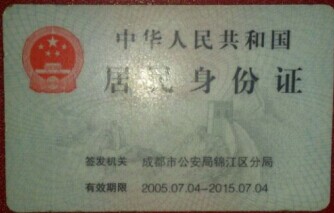 中华人民共和国
居民身份证
签发机关 成都市公安局锦江区分局
有效期限 2005.07.04-2015.07.04